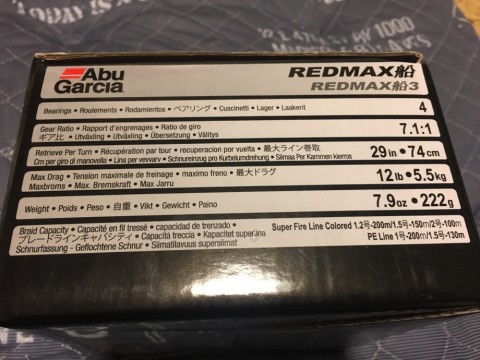 Abu
Garcia
REDMAX船
REDMAX船3
Bearings • Roulements • Rodamientos • ベアリング • Cuscinetti • Lager • Laakerit
4
Gear Ratio • Rapport d'engrenages • Ratio de giro
ギア比 • Utväxling • Utväxling • Übersetzung • Välitys
7.1:1
Retrieve Per Turn • Récupération par tour • recuperacion por vuelta • 最大ライン巻取
Cm per giro di manovella • Lina per vevvarv • Schnureinzug pro Kurbelumdrehung • Siimaa Per Kammen Kierros
29in • 74cm
Max Drag • Tension maximale de freinage • maximo freno • 最大ドラグ
Maxbroms • Max. Bremskraft • Max Jarru
12lb • 5.5kg
Weight • Poids • Peso • 自重 • Vikt • Gewicht • Paino
7.9oz • 222g
Braid Capacity • Capacité en fil tressé • capacidad de trenzado •
ブレードラインキャパシティ • Capacità treccia • Kapacitet superlina
Schnurfassung - Geflochtene Schnur • Siimatilavuus supersiimat
Super Fire Line Colored 1.2号-200m/1.5号-150m/2号-100m
PE Line 1号-200m/1.5号-130m